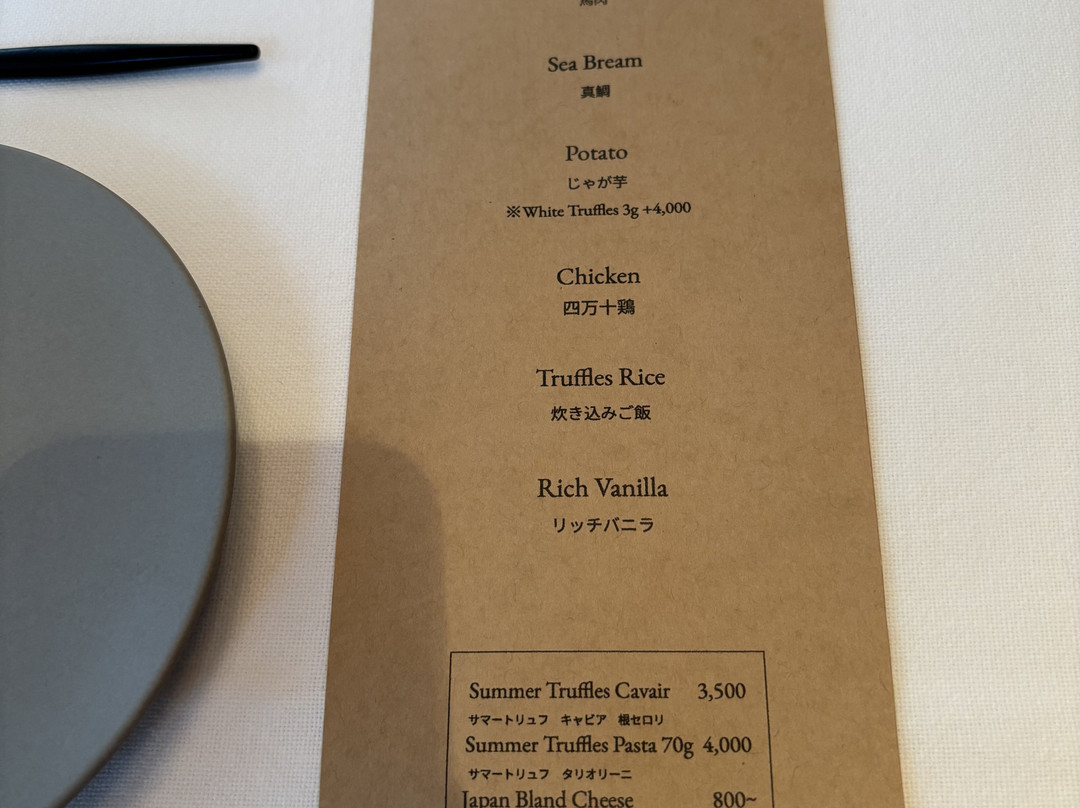 Sea Bream
真鯛
Potato
じゃが芋
※White Truffles 3g +4,000
Chicken
四万十鶏
Truffles Rice
炊き込みご飯
Rich Vanilla
リッチバニラ
Summer Truffles Cavair 3,500
サマートリュフ キャビア 根セロリ
Summer Truffles Pasta 70g 4,000
サマートリュフ タリオリーニ
Japan Bland Cheese 800~